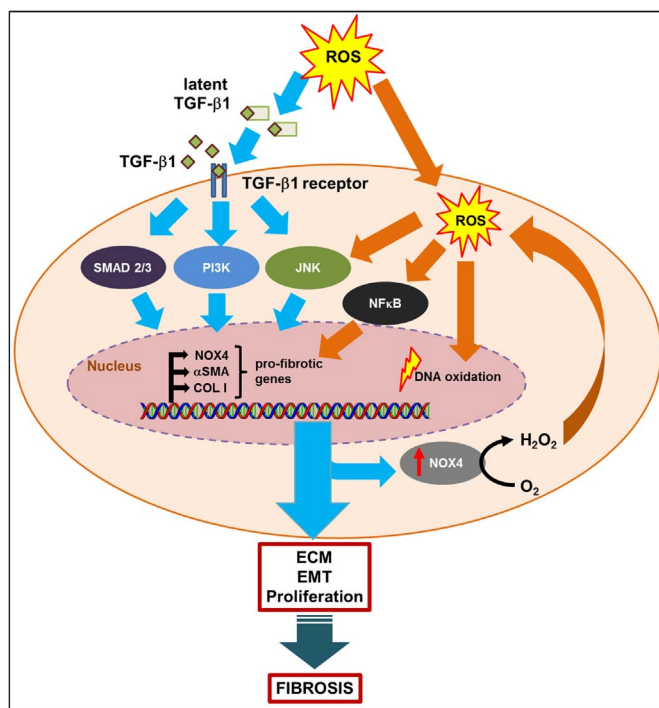 ROS
latent
TGF-β1
TGF-β1
TGF-β1 receptor
ROS
SMAD 2/3
PI3K
JNK
NFκB
Nucleus
NOX4
αSMA
COL I
pro-fibrotic
genes
DNA oxidation
NOX4
H₂O₂
O₂
ECM
EMT
Proliferation
FIBROSIS